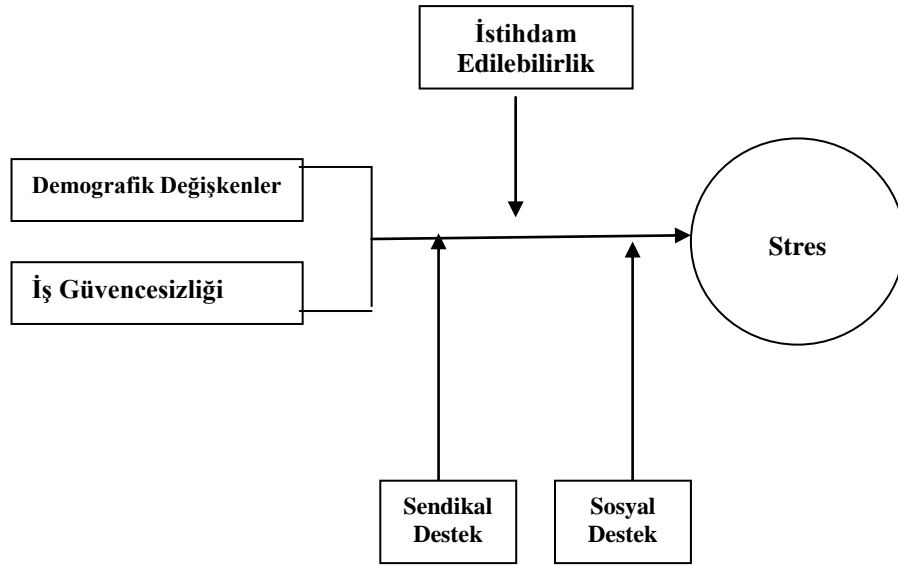 İstihdam
Edilebilirlik
Demografik Değişkenler
İş Güvencesizliği
Stres
Sendikal
Destek
Sosyal
Destek